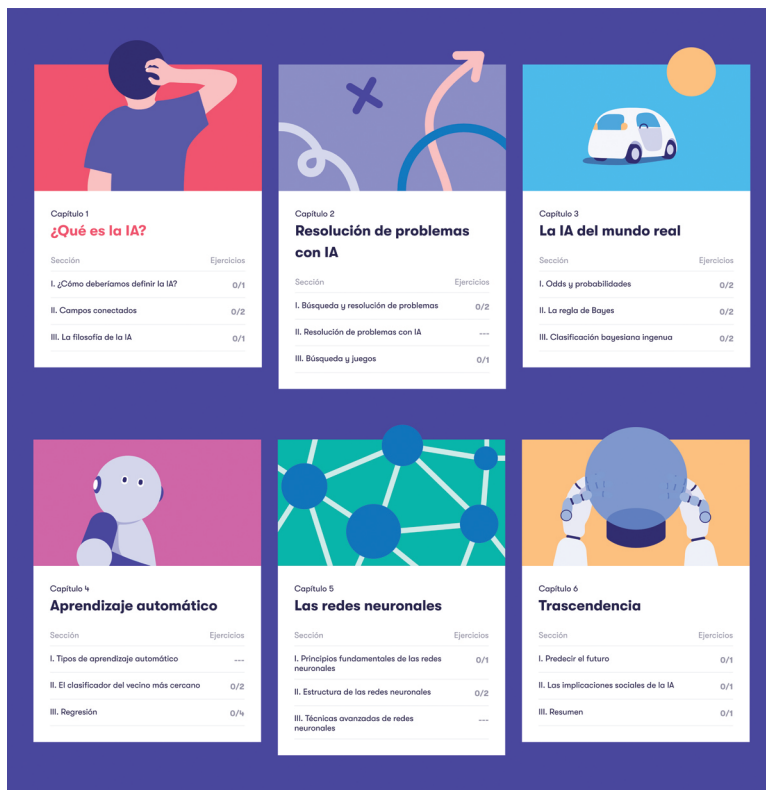 Capítulo 1
¿Qué es la IA?
Sección Ejercicios
I. ¿Cómo deberíamos definir la IA? 0/1
II. Campos conectados 0/2
III. La filosofía de la IA 0/1
Capítulo 2
Resolución de problemas
con IA
Sección Ejercicios
I. Búsqueda y resolución de problemas 0/2
II. Resolución de problemas con IA ---
III. Búsqueda y juegos 0/1
Capítulo 3
La IA del mundo real
Sección Ejercicios
I. Odds y probabilidades 0/2
II. La regla de Bayes 0/2
III. Clasificación bayesiana ingenua 0/2
Capítulo 4
Aprendizaje automático
Sección Ejercicios
I. Tipos de aprendizaje automático ---
II. El clasificador del vecino más cercano 0/2
III. Regresión 0/4
Capítulo 5
Las redes neuronales
Sección Ejercicios
I. Principios fundamentales de las redes 0/1
neuronales
II. Estructura de las redes neuronales 0/2
III. Técnicas avanzadas de redes ---
neuronales
Capítulo 6
Trascendencia
Sección Ejercicios
I. Predecir el futuro 0/1
II. Las implicaciones sociales de la IA 0/1
III. Resumen 0/1